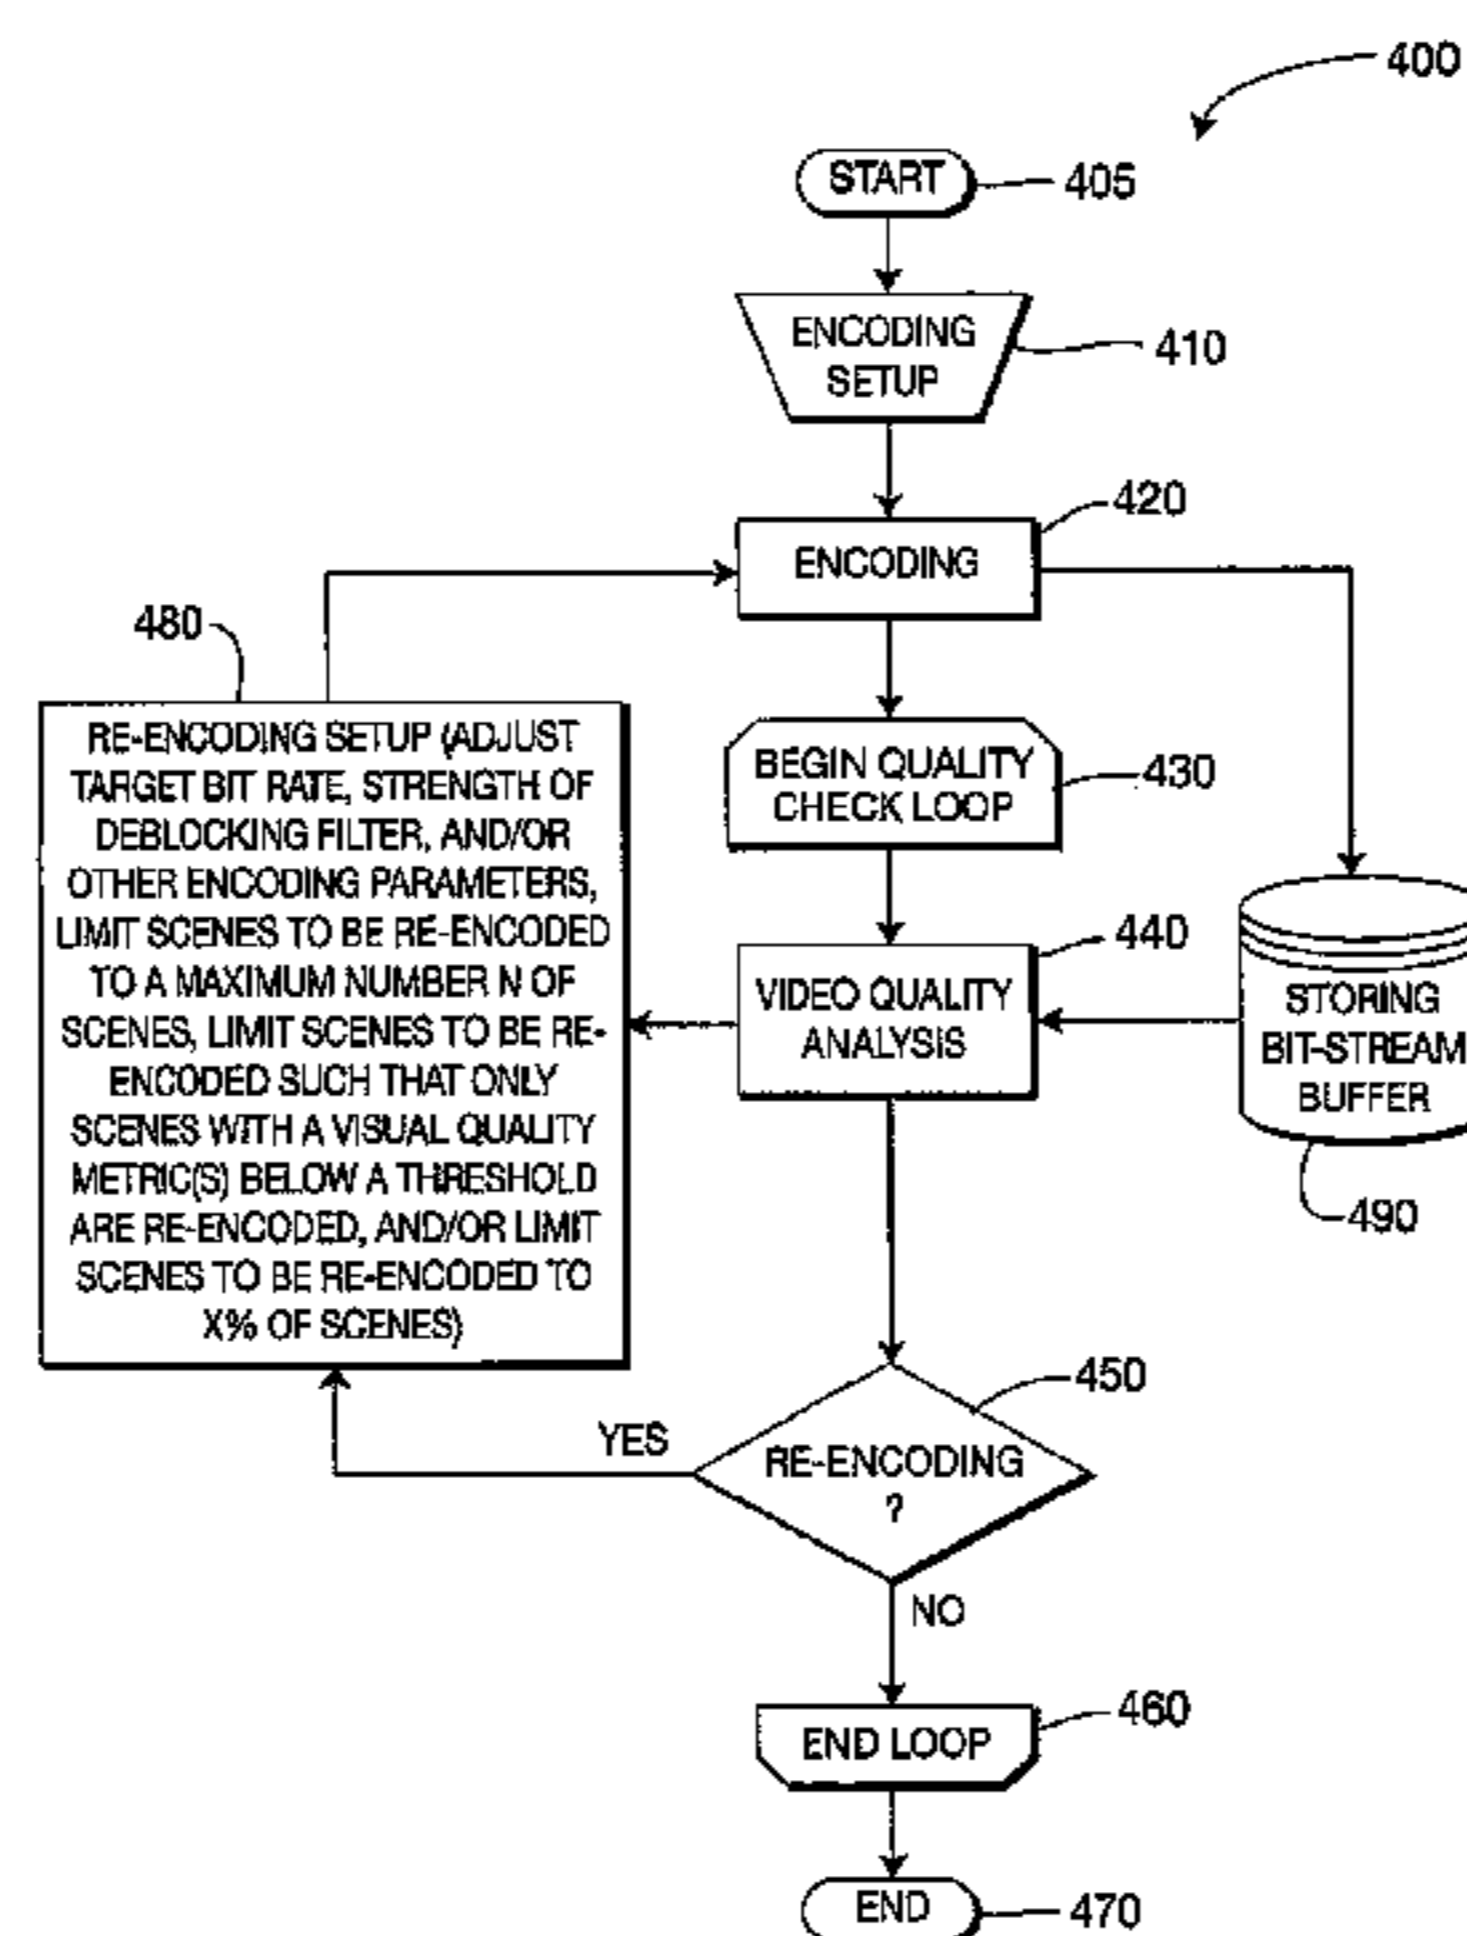 400
START
405
ENCODING
SETUP
410
420
ENCODING
480
BEGIN QUALITY
CHECK LOOP
430
RE-ENCODING SETUP (ADJUST
TARGET BIT RATE, STRENGTH OF
DEBLOCKING FILTER, AND/OR
OTHER ENCODING PARAMETERS,
LIMIT SCENES TO BE RE-ENCODED
TO A MAXIMUM NUMBER N OF
SCENES, LIMIT SCENES TO BE RE-
ENCODED SUCH THAT ONLY
SCENES WITH A VISUAL QUALITY
METRIC(S) BELOW A THRESHOLD
ARE RE-ENCODED, AND/OR LIMIT
SCENES TO BE RE-ENCODED TO
X% OF SCENES)
440
VIDEO QUALITY
ANALYSIS
STORING
BIT-STREAM
BUFFER
490
450
YES
RE-ENCODING
?
NO
460
END LOOP
END
470